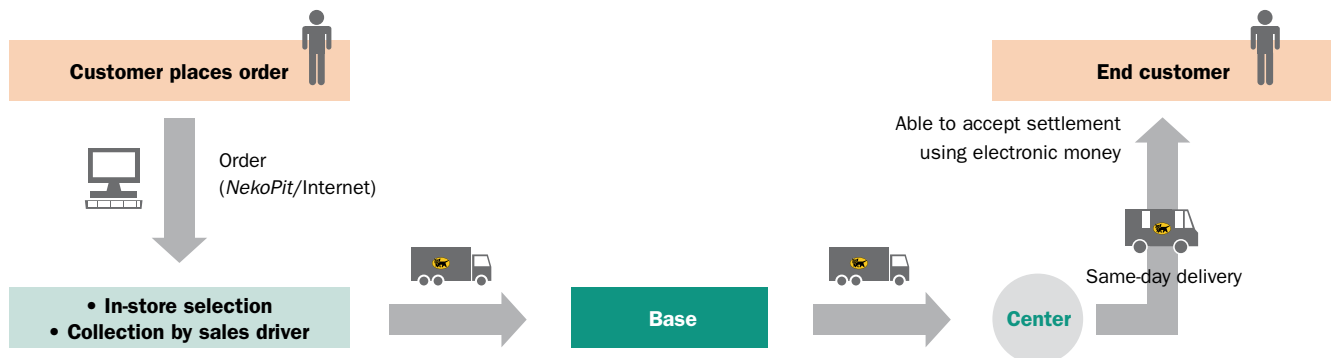 Customer places order
End customer
Order
(NekoPit/Internet)
Able to accept settlement
using electronic money
Same-day delivery
• In-store selection
• Collection by sales driver
Base
Center